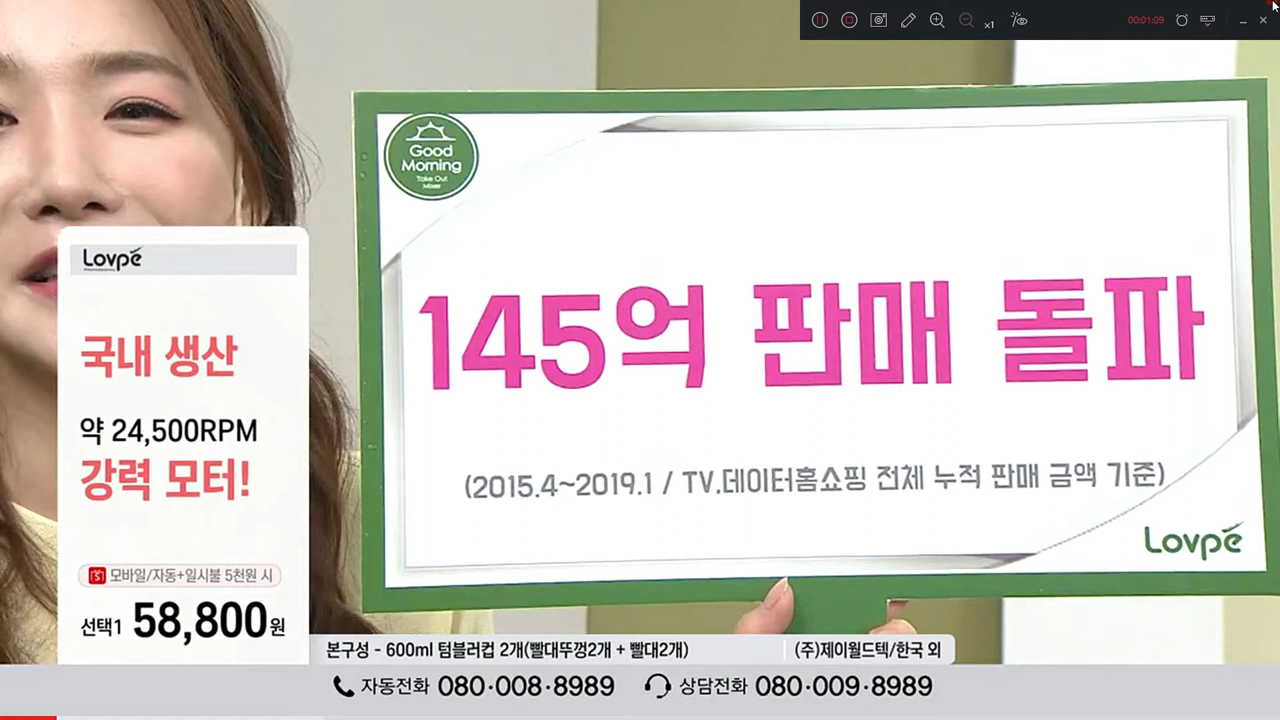 x1
00:01:09
Good
Morning
Take Out
Mixer
145억 판매 돌파
(2015.4~2019.1 / TV.데이터홈쇼핑 전체 누적 판매 금액 기준)
Lovpé
Lovpé
국내 생산
약 24,500RPM
강력 모터!
모바일/자동+일시불 5천원 시
선택1 58,800원
본구성 - 600ml 텀블러컵 2개(빨대뚜껑2개 + 빨대2개) (주)제이월드텍/한국 외
자동전화 080·008·8989 상담전화 080·009·8989